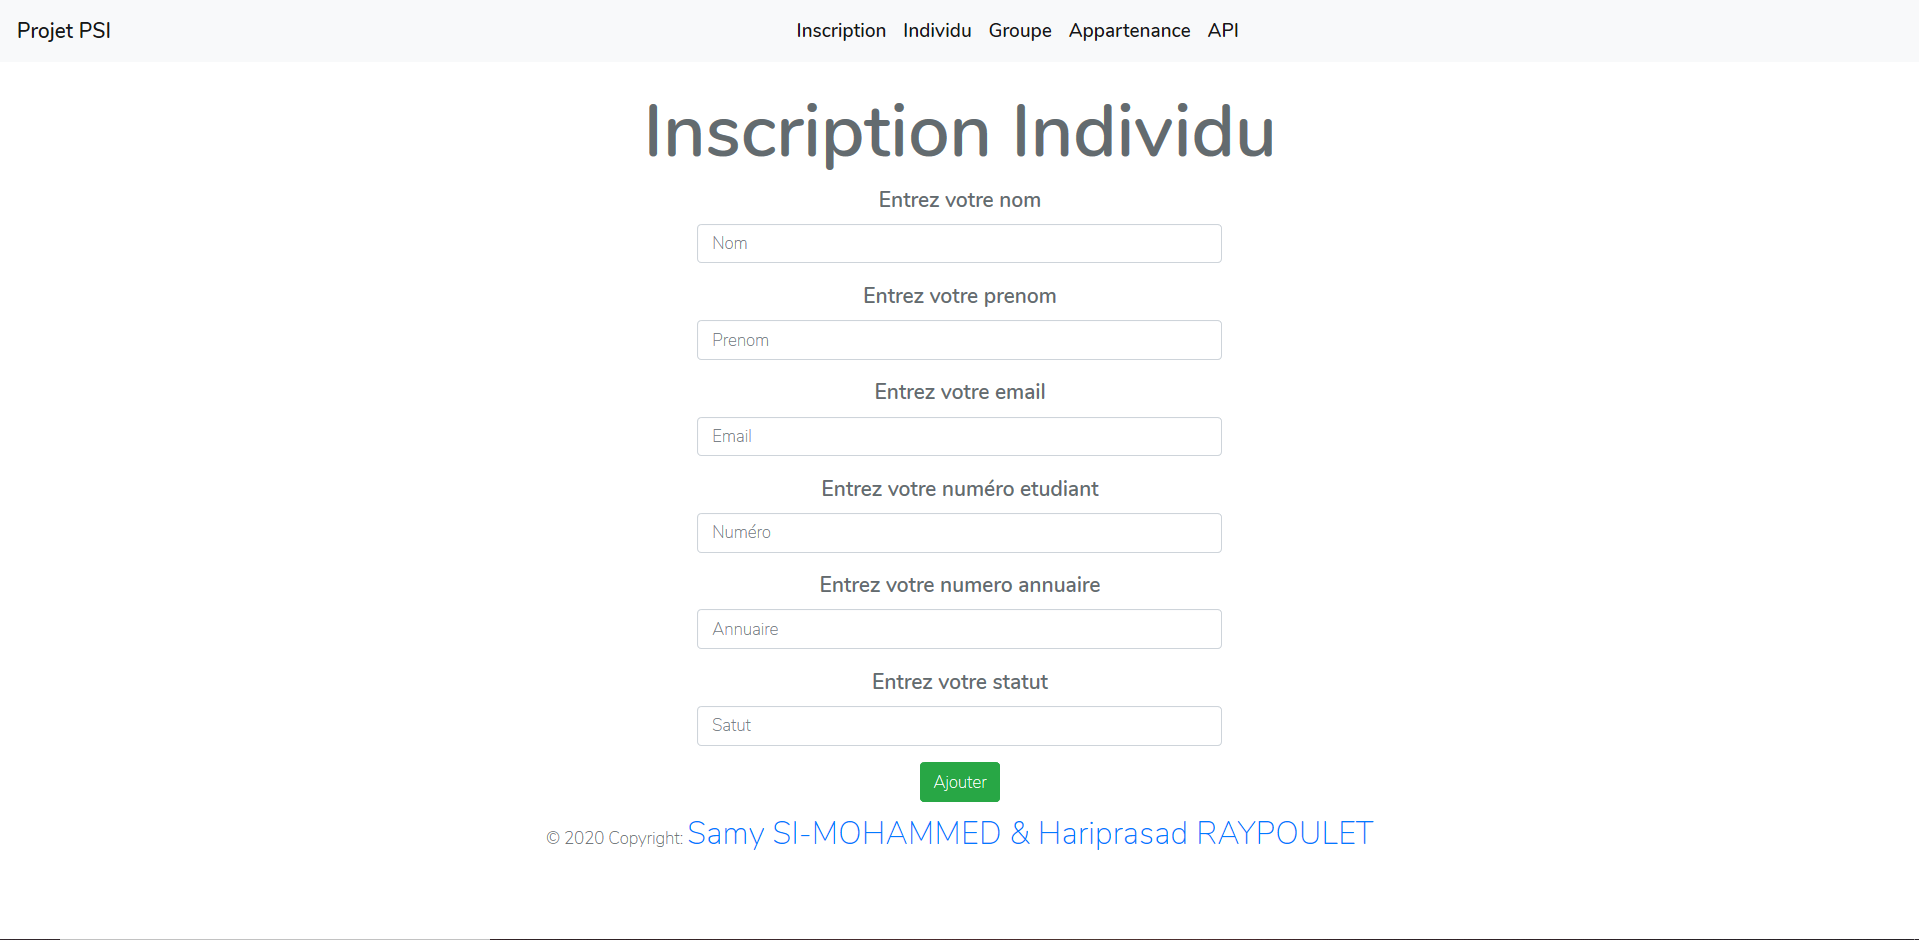 Projet PSI
Inscription Individu Groupe Appartenance API
Inscription Individu
Entrez votre nom
Nom
Entrez votre prenom
Prenom
Entrez votre email
Email
Entrez votre numéro etudiant
Numéro
Entrez votre numero annuaire
Annuaire
Entrez votre statut
Satut
Ajouter
© 2020 Copyright: Samy SI-MOHAMMED & Hariprasad RAYPOULET